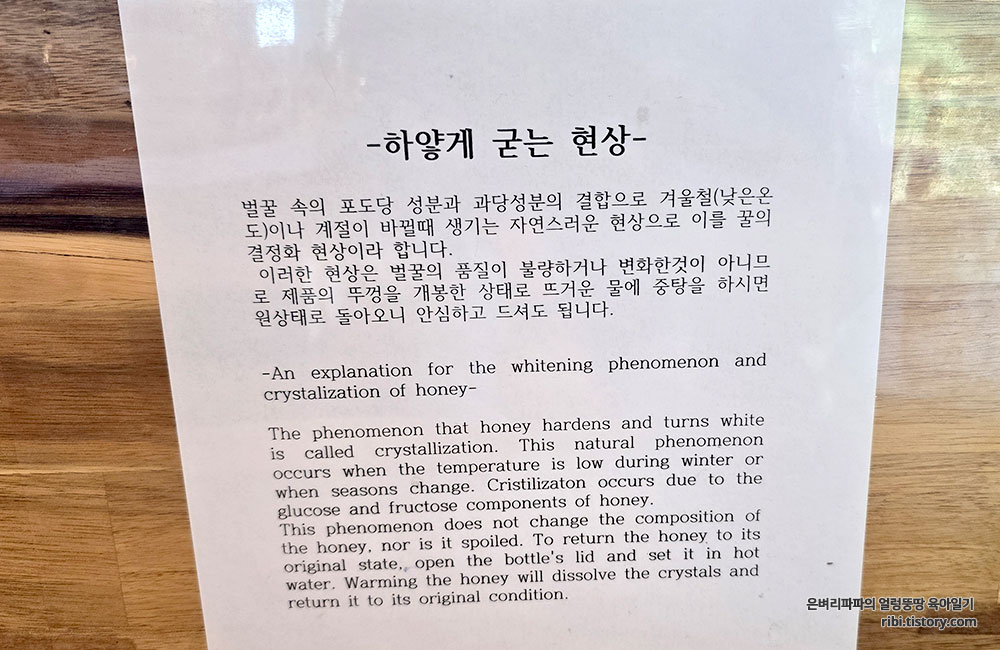 -하얗게 굳는 현상-
벌꿀 속의 포도당 성분과 과당성분의 결합으로 겨울철(낮은온
도)이나 계절이 바뀔때 생기는 자연스러운 현상으로 이를 꿀의
결정화 현상이라 합니다.
이러한 현상은 벌꿀의 품질이 불량하거나 변화한것이 아니므
로 제품의 뚜껑을 개봉한 상태로 뜨거운 물에 중탕을 하시면
원상태로 돌아오니 안심하고 드셔도 됩니다.
-An explanation for the whitening phenomenon and
crystalization of honey-
The phenomenon that honey hardens and turns white
is called crystallization. This natural phenomenon
occurs when the temperature is low during winter or
when seasons change. Cristilizaton occurs due to the
glucose and fructose components of honey.
This phenomenon does not change the composition of
the honey, nor is it spoiled. To return the honey to its
original state, open the bottle's lid and set it in hot
water. Warming the honey will dissolve the crystals and
return it to its original condition.
은벼리파파의 얼렁뚱땅 육아일기
ribi.tistory.com